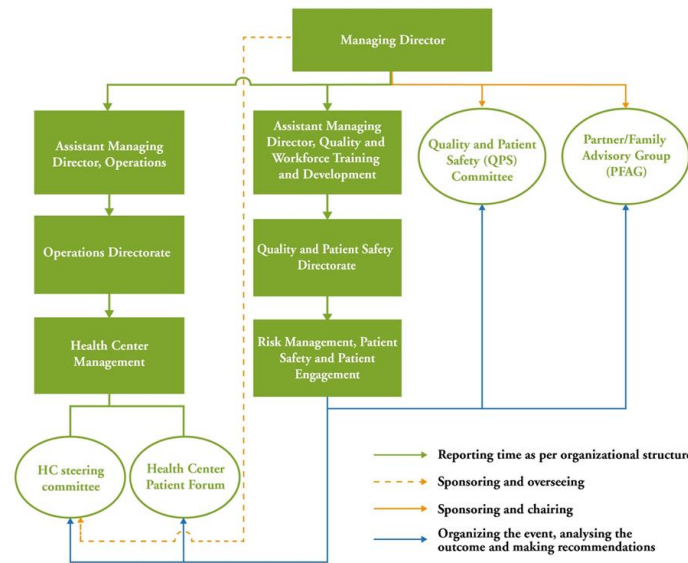 Managing Director
Assistant Managing
Director, Operations
Assistant Managing
Director, Quality and
Workforce Training
and Development
Quality and Patient
Safety (QPS)
Committee
Partner/Family
Advisory Group
(PFAG)
Operations Directorate
Quality and Patient Safety
Directorate
Health Center
Management
Risk Management, Patient
Safety and Patient
Engagement
HC steering
committee
Health Center
Patient Forum
Reporting time as per organizational structure
Sponsoring and overseeing
Sponsoring and chairing
Organizing the event, analysing the
outcome and making recommendations